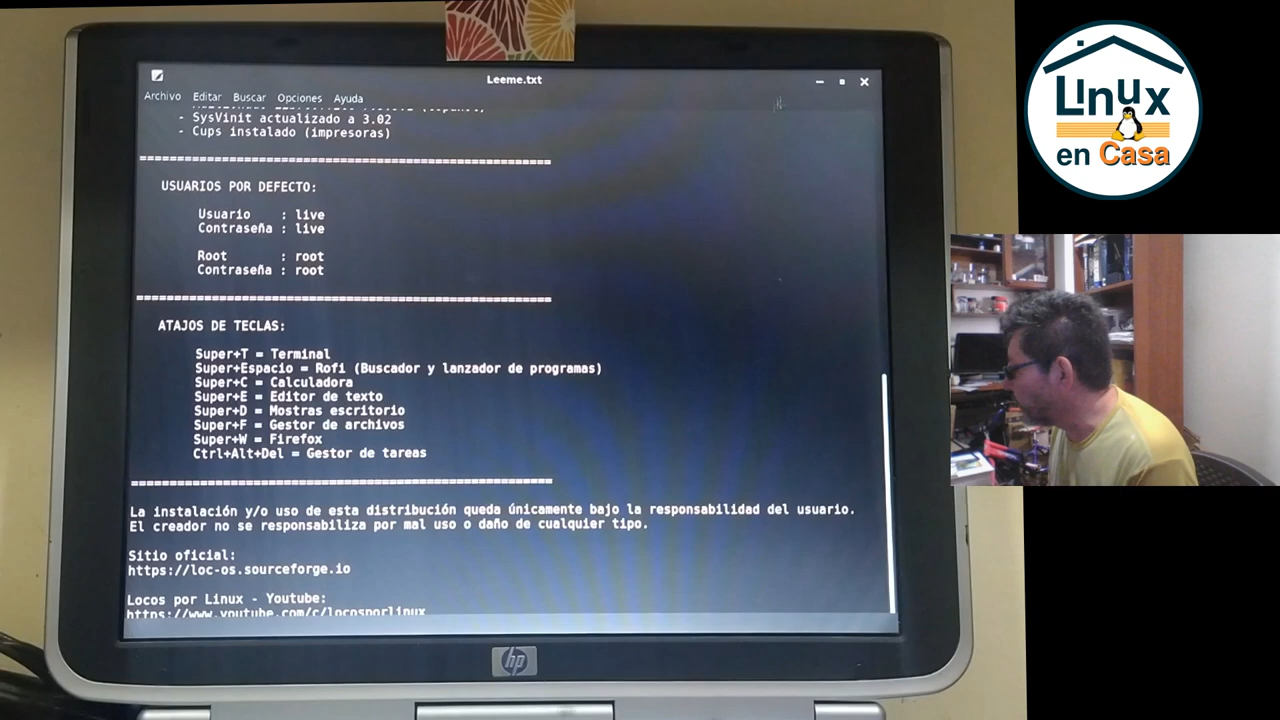 Leeme.txt
Archivo Editar Buscar Opciones Ayuda
- SysVinit actualizado a 3.02
- Cups instalado (impresoras)
==================================================
USUARIOS POR DEFECTO:
Usuario : live
Contraseña : live
Root : root
Contraseña : root
==================================================
ATAJOS DE TECLAS:
Super+T = Terminal
Super+Espacio = Rofi (Buscador y lanzador de programas)
Super+C = Calculadora
Super+E = Editor de texto
Super+D = Mostras escritorio
Super+F = Gestor de archivos
Super+W = Firefox
Ctrl+Alt+Del = Gestor de tareas
==================================================
La instalación y/o uso de esta distribución queda únicamente bajo la responsabilidad del usuario.
El creador no se responsabiliza por mal uso o daño de cualquier tipo.
Sitio oficial:
https://loc-os.sourceforge.io
Locos por Linux - Youtube:
https://www.youtube.com/c/locosporlinux
hp
Linux
en Casa